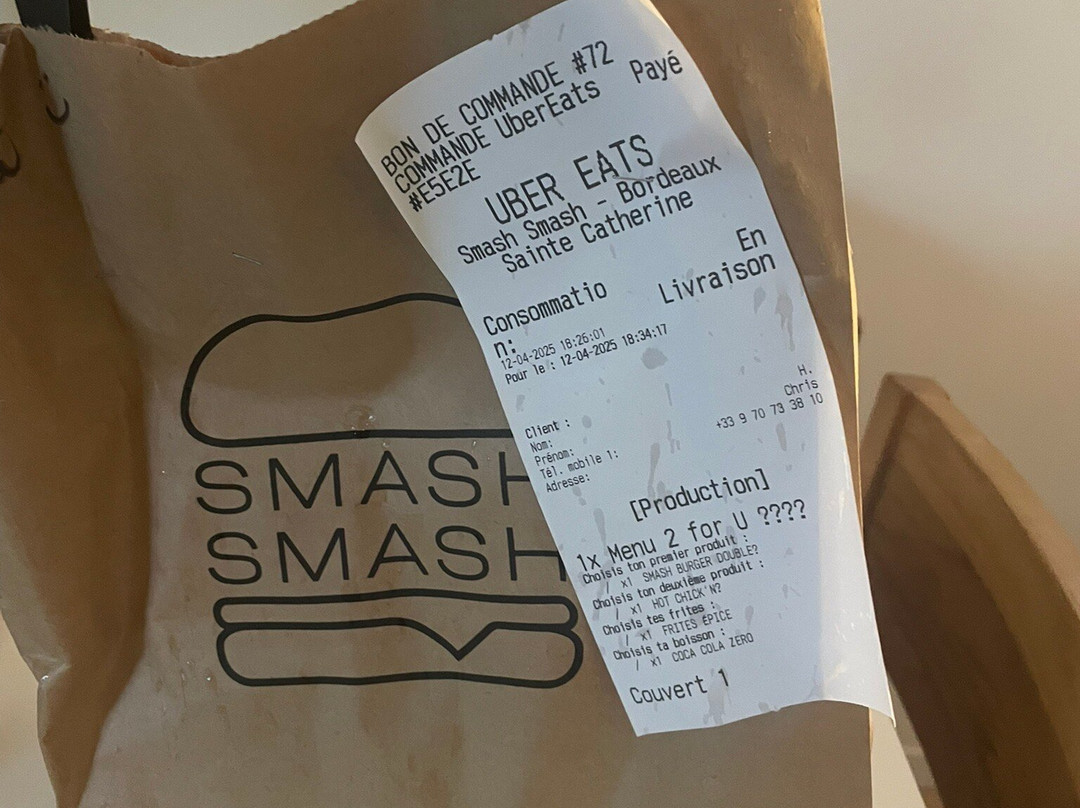 BON DE COMMANDE #72
COMMANDE UberEats Payé
#E5E2E
UBER EATS
Smash Smash - Bordeaux
Sainte Catherine
Consommatio
n:
En
Livraison
12-04-2025 18:26:01
Pour le : 12-04-2025 18:34:17
Client :
Nom: H.
Prénom: Chris
Tél. mobile 1: +33 9 70 73 38 10
Adresse:
[Production]
1x Menu 2 for U ????
Choisis ton premier produit :
/ x1 SMASH BURGER DOUBLE?
Choisis ton deuxième produit :
/ x1 HOT CHICK'N?
Choisis tes frites :
/ x1 FRITES ÉPICE
Choisis ta boisson :
/ x1 COCA COLA ZERO
Couvert 1
SMASH
SMASH